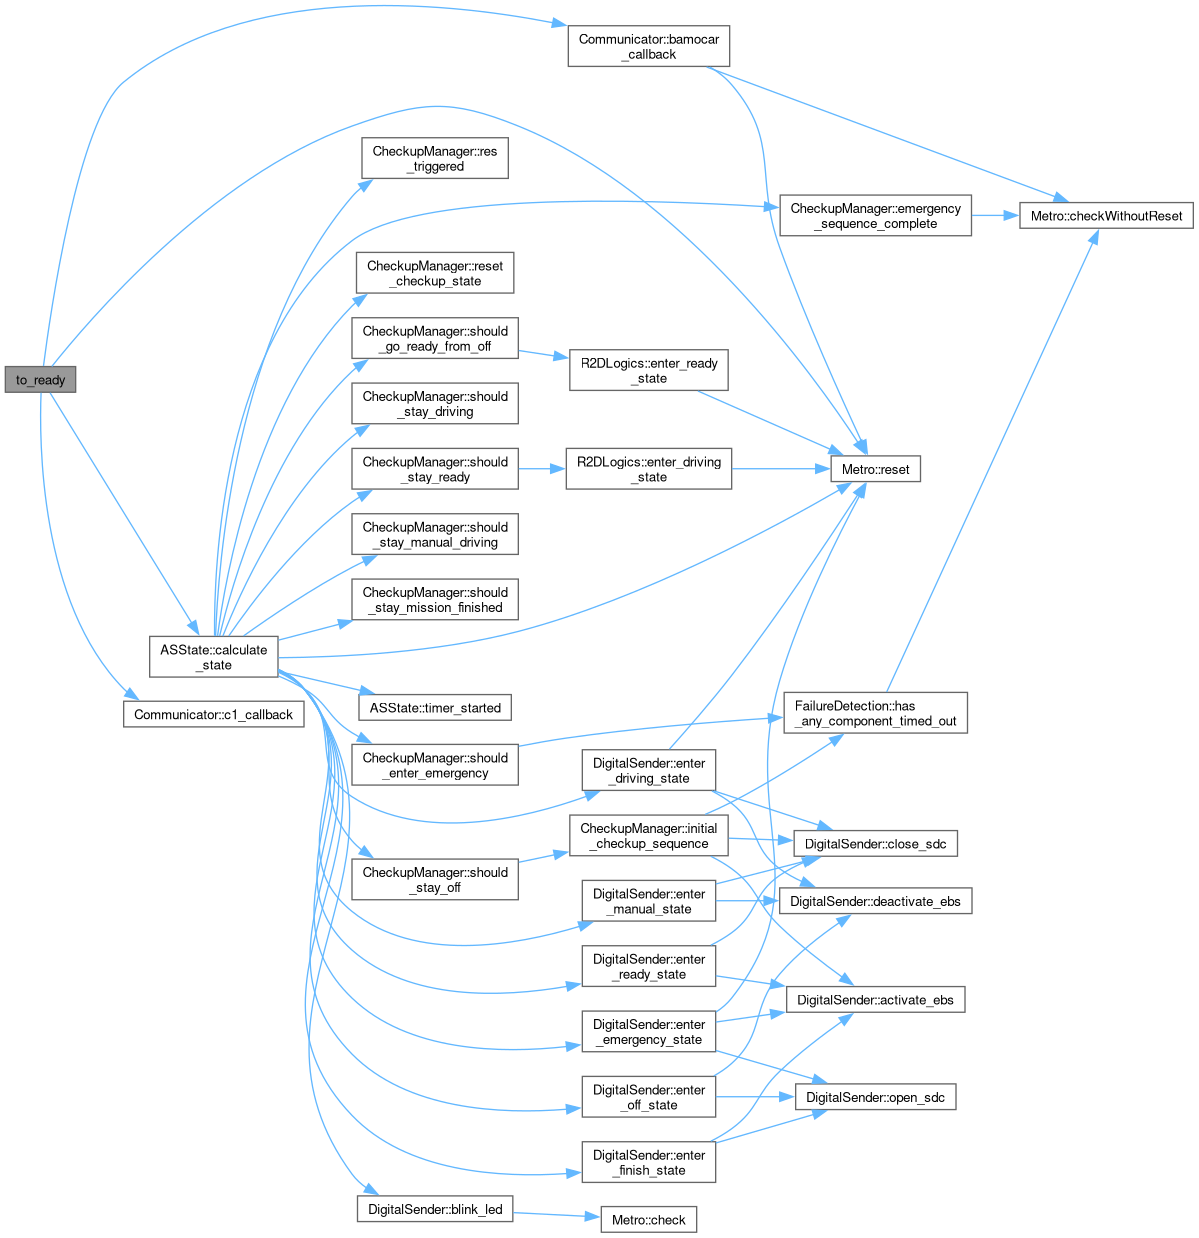 Communicator::bamocar
_callback
CheckupManager::res
_triggered
CheckupManager::emergency
_sequence_complete
Metro::checkWithoutReset
CheckupManager::reset
_checkup_state
CheckupManager::should
_go_ready_from_off
R2DLogics::enter_ready
_state
to_ready
CheckupManager::should
_stay_driving
CheckupManager::should
_stay_ready
R2DLogics::enter_driving
_state
Metro::reset
CheckupManager::should
_stay_manual_driving
CheckupManager::should
_stay_mission_finished
ASState::calculate
_state
Communicator::c1_callback
ASState::timer_started
FailureDetection::has
_any_component_timed_out
CheckupManager::should
_enter_emergency
DigitalSender::enter
_driving_state
CheckupManager::initial
_checkup_sequence
DigitalSender::close_sdc
CheckupManager::should
_stay_off
DigitalSender::enter
_manual_state
DigitalSender::deactivate_ebs
DigitalSender::enter
_ready_state
DigitalSender::activate_ebs
DigitalSender::enter
_emergency_state
DigitalSender::enter
_off_state
DigitalSender::open_sdc
DigitalSender::enter
_finish_state
DigitalSender::blink_led
Metro::check